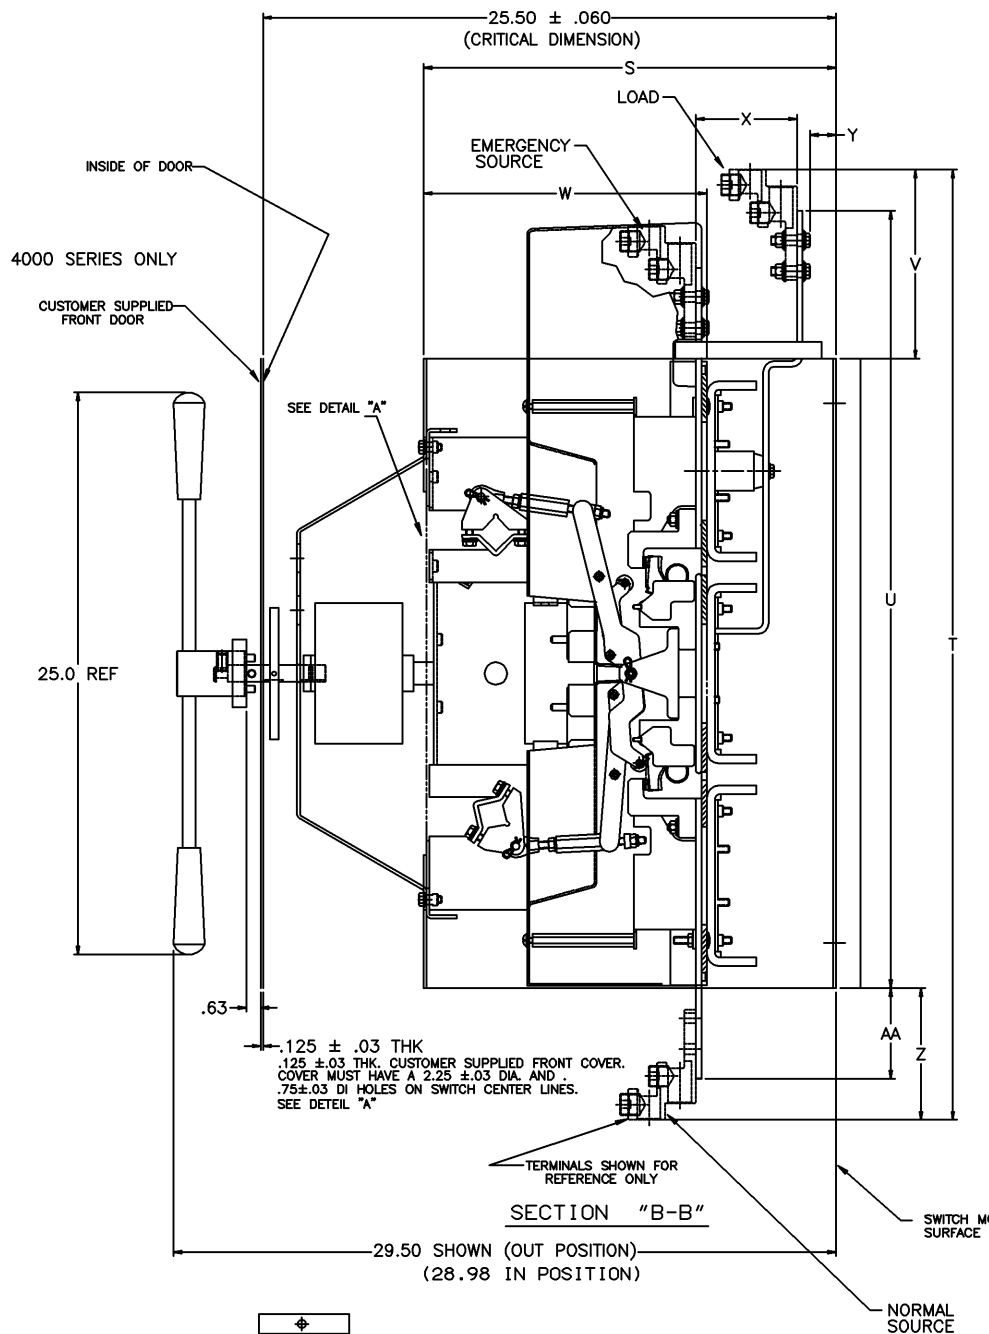 25.50 ± .060
(CRITICAL DIMENSION)
S
LOAD
X
Y
EMERGENCY
SOURCE
INSIDE OF DOOR
W
4000 SERIES ONLY
V
CUSTOMER SUPPLIED
FRONT DOOR
SEE DETAIL "A"
U
T
25.0 REF
.63
AA
Z
.125 ± .03 THK
.125 ±.03 THK. CUSTOMER SUPPLIED FRONT COVER.
COVER MUST HAVE A 2.25 ±.03 DIA. AND .
.75±.03 DI HOLES ON SWITCH CENTER LINES.
SEE DETEIL "A"
TERMINALS SHOWN FOR
REFERENCE ONLY
SECTION "B-B"
SWITCH M
SURFACE
29.50 SHOWN (OUT POSITION)
(28.98 IN POSITION)
NORMAL
SOURCE